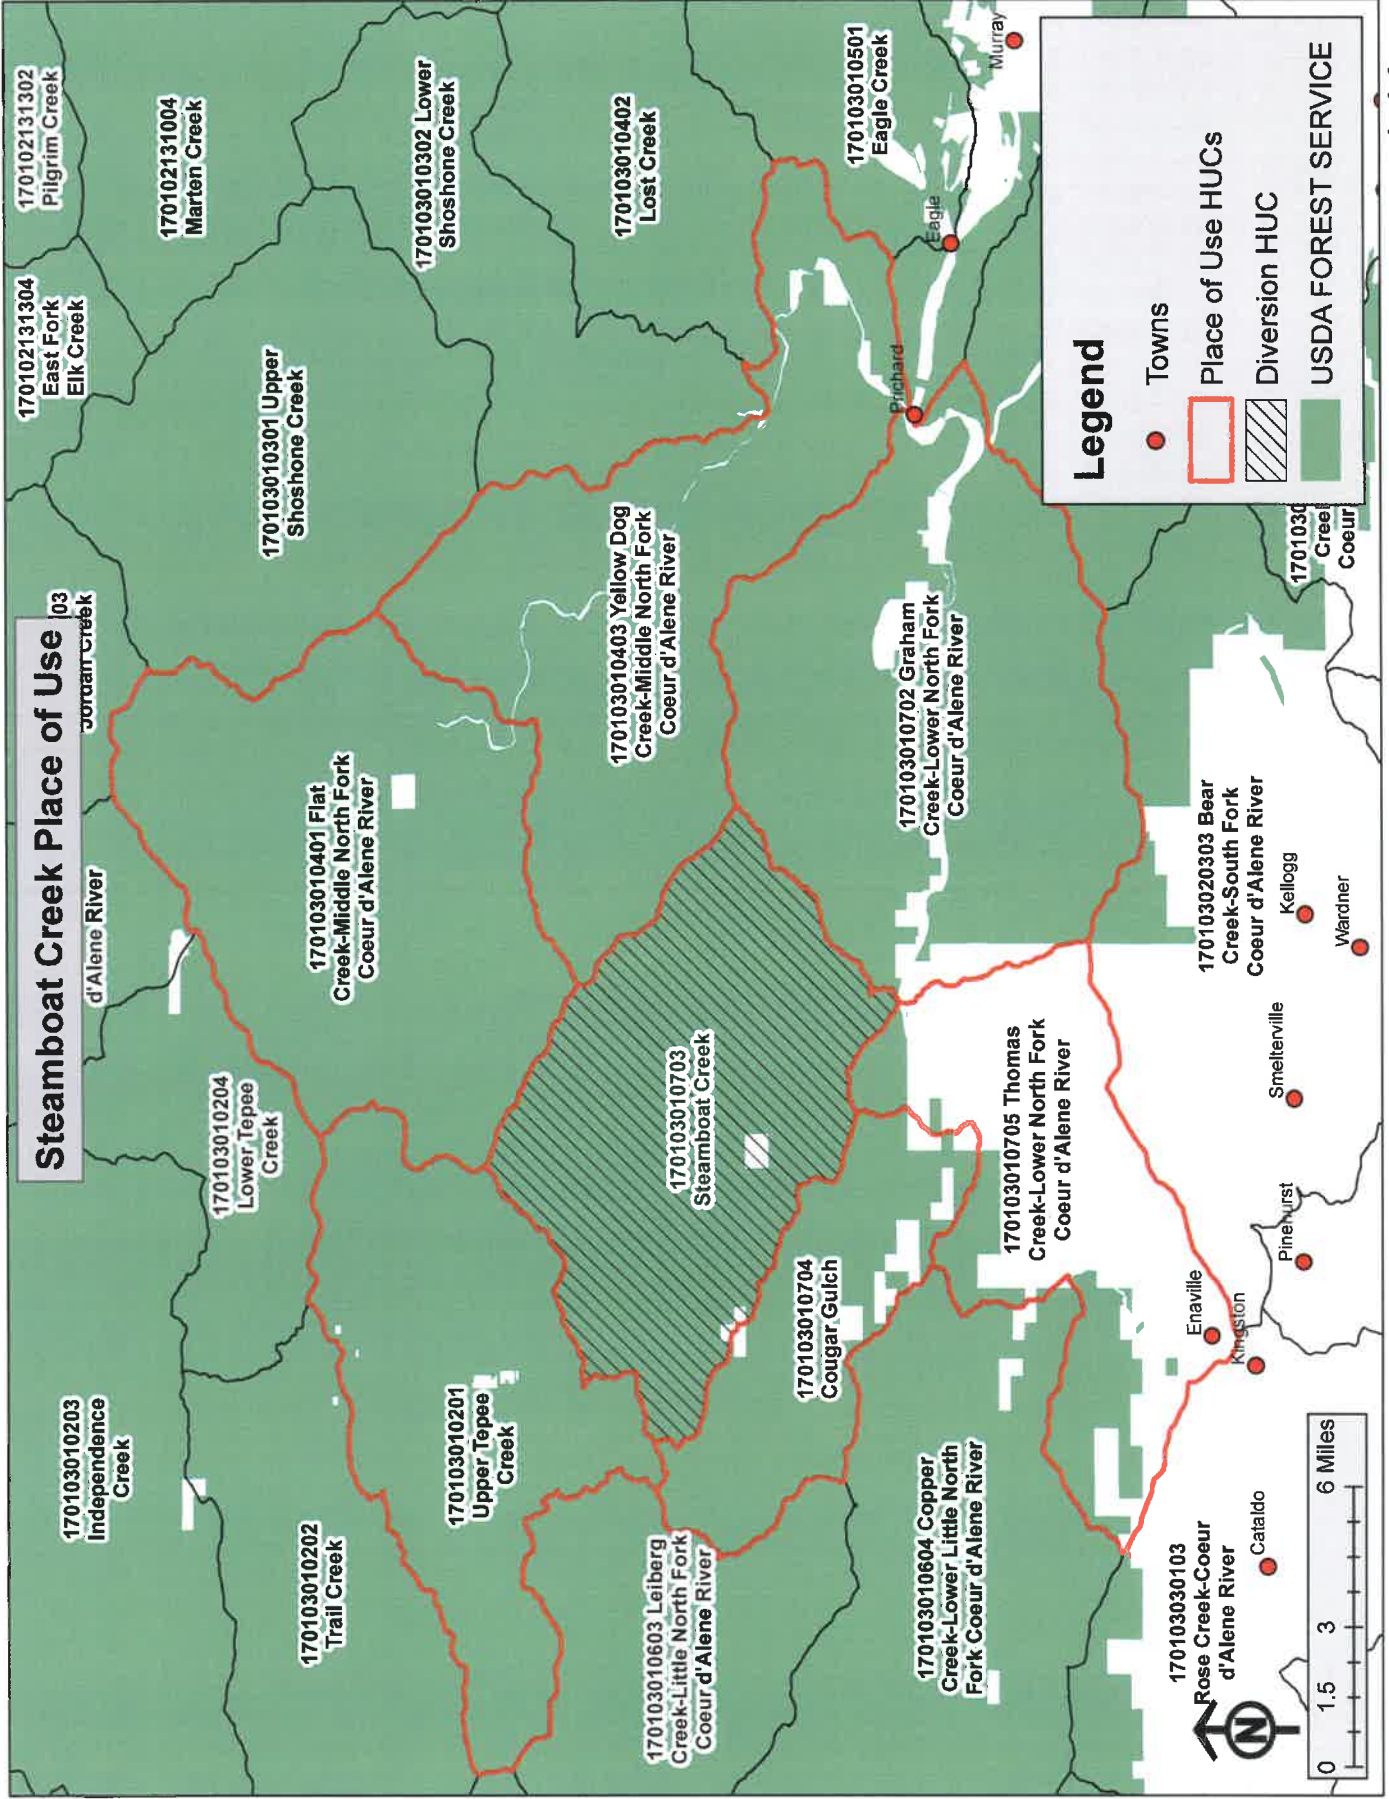 Steamboat Creek Place of Use
170103010203
Independence
Creek
d'Alene River
03
Jordan Creek
170102131304
East Fork
Elk Creek
170102131302
Pilgrim Creek
170102131004
Marten Creek
170103010204
Lower Tepee
Creek
170103010202
Trail Creek
170103010401 Flat
Creek-Middle North Fork
Coeur d'Alene River
170103010301 Upper
Shoshone Creek
170103010302 Lower
Shoshone Creek
170103010201
Upper Tepee
Creek
170103010403 Yellow Dog
Creek-Middle North Fork
Coeur d'Alene River
170103010402
Lost Creek
170103010603 Leiberg
Creek-Little North Fork
Coeur d'Alene River
170103010703
Steamboat Creek
170103010704
Cougar Gulch
170103010501
Eagle Creek
Prichard
Eagle
Murray
170103010702 Graham
Creek-Lower North Fork
Coeur d'Alene River
170103010604 Copper
Creek-Lower Little North
Fork Coeur d'Alene River
170103010705 Thomas
Creek-Lower North Fork
Coeur d'Alene River
170103020303 Bear
Creek-South Fork
Coeur d'Alene River
Enaville
Kingston
Pinehurst
Smelterville
Kellogg
Wardner
170103030103
Rose Creek-Coeur
d'Alene River
Cataldo
1701030
Creek
Coeur
N
0 1.5 3 6 Miles
Legend
Towns
Place of Use HUCs
Diversion HUC
USDA FOREST SERVICE